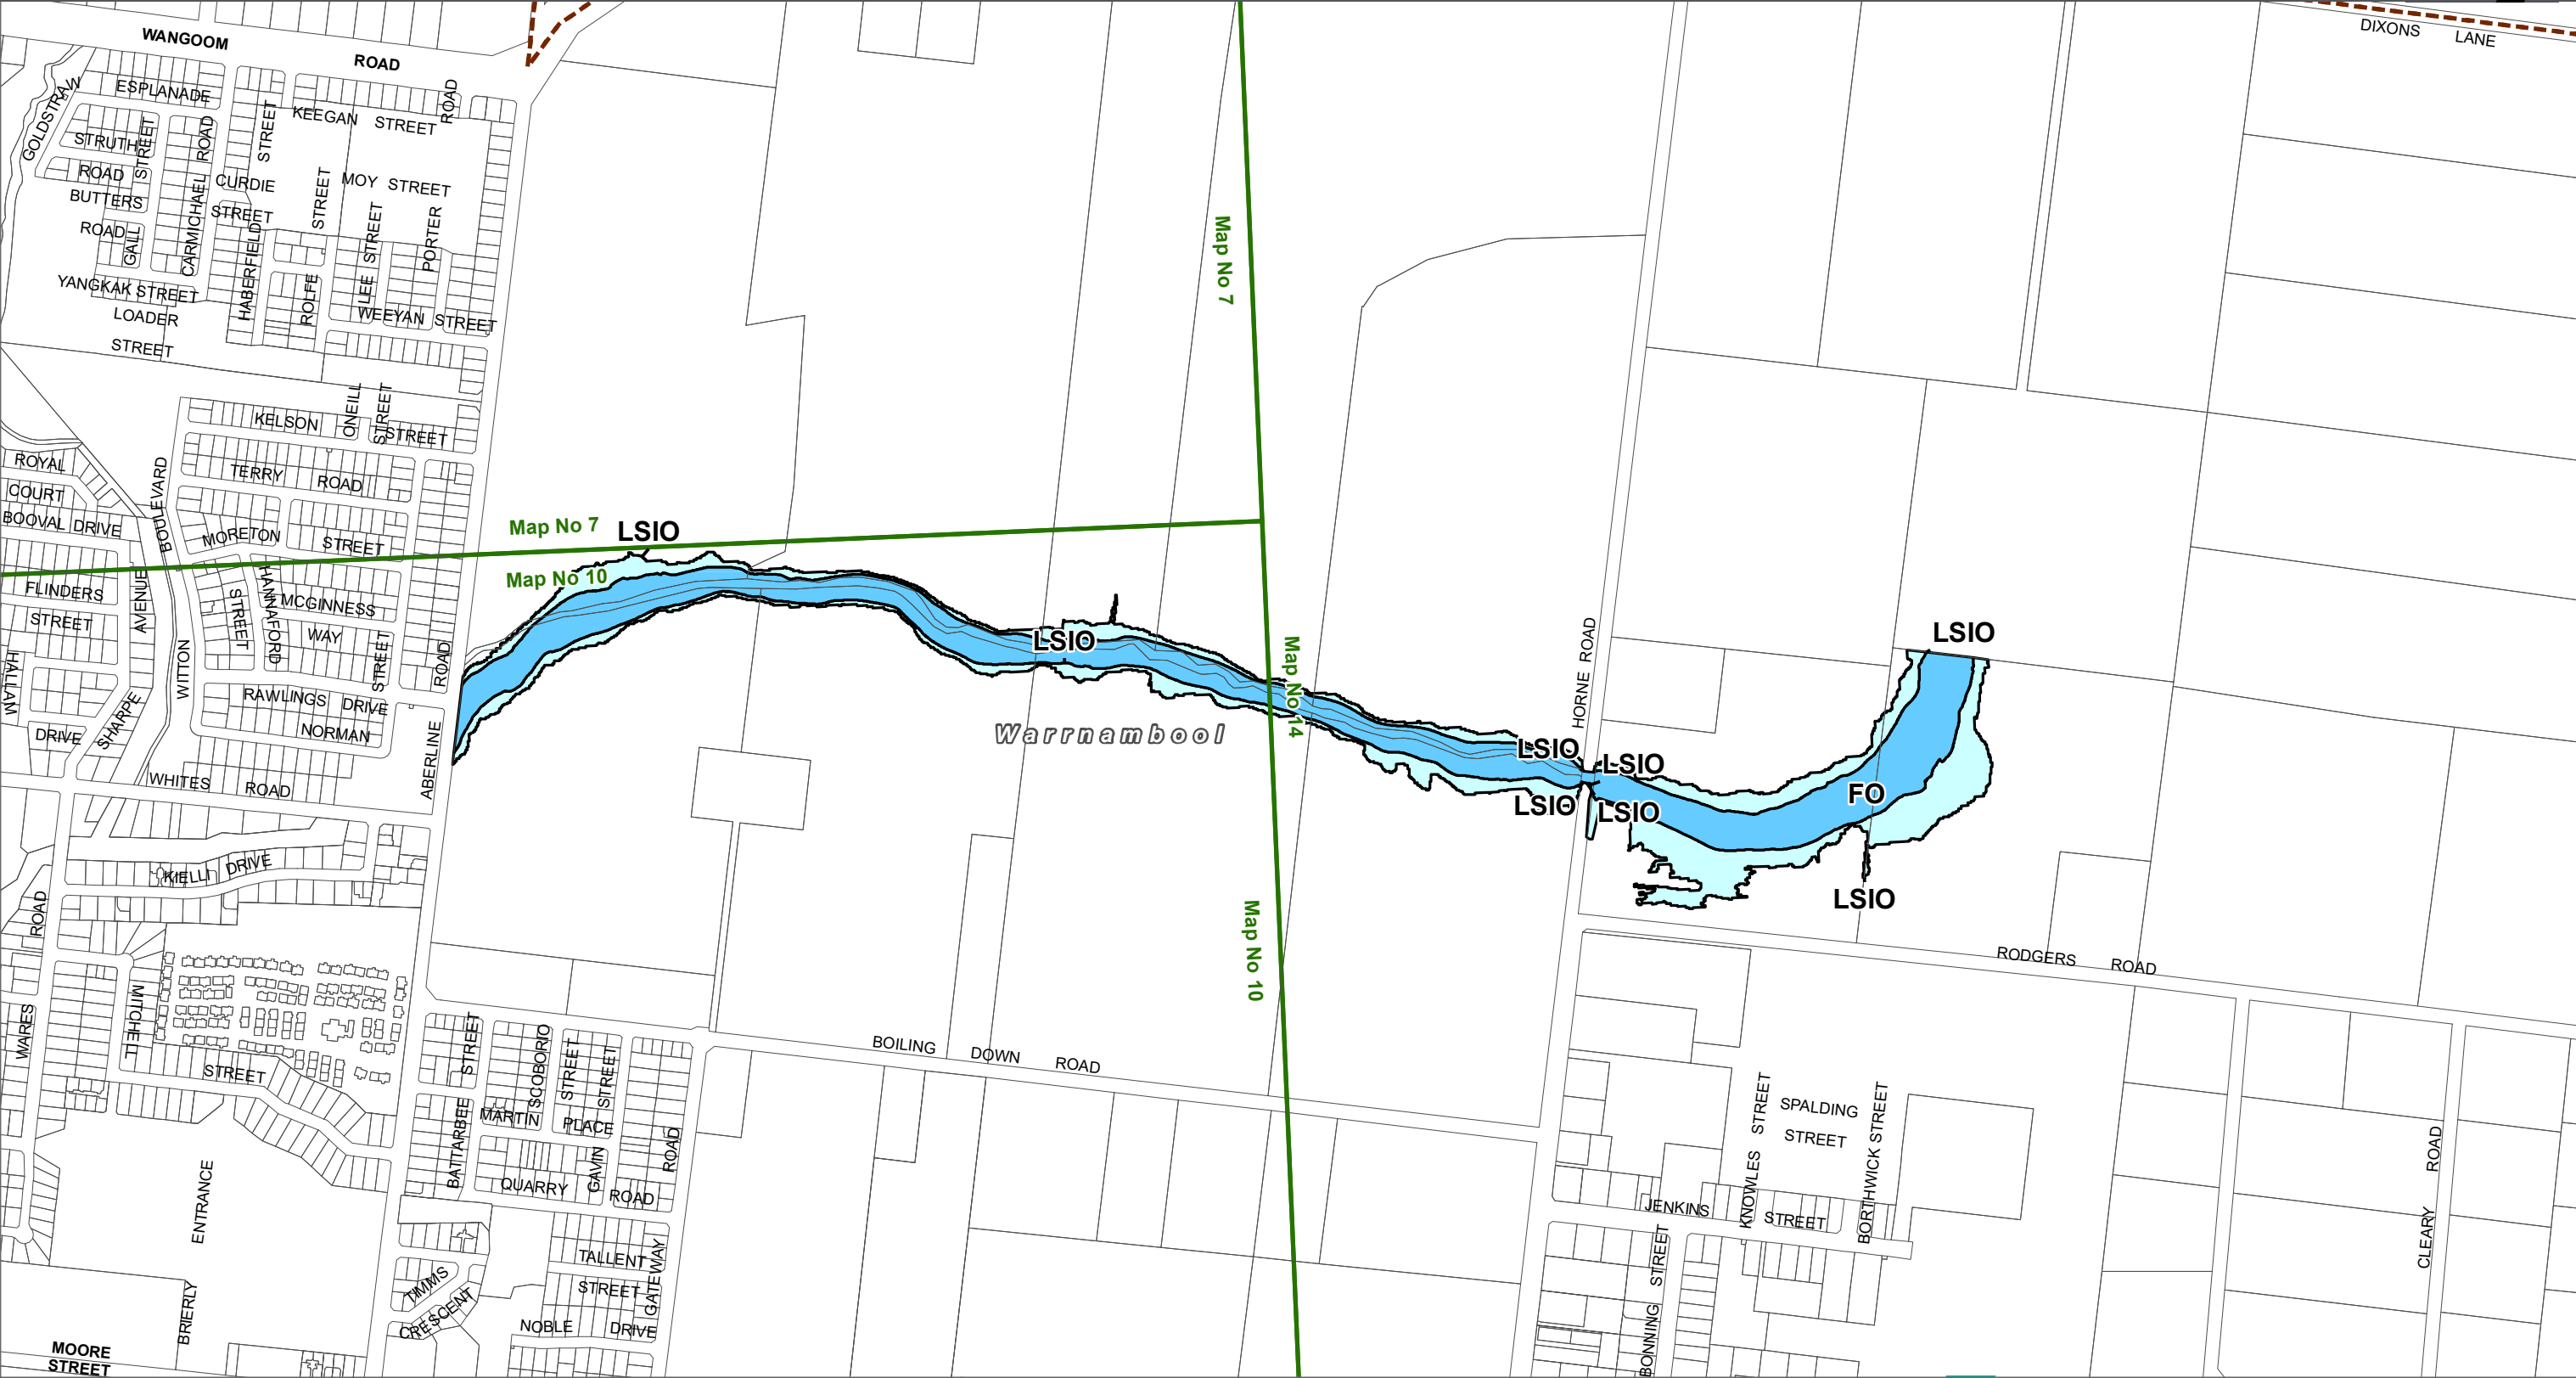 WANGOOM ROAD
DIXONS LANE
ESPLANADE
GOLDSTRAW
KEEGAN STREET
ROAD
STREET
STRUTH
STREET
ROAD
ROAD
CURDIE
STREET
MOY STREET
BUTTERS
ROAD
GALL
CARMICHAEL
HABERFIELD
STREET
STREET
PORTER
ROLFE
LEE
YANGKAK STREET
LOADER
STREET
WEEYAN STREET
Map No 7
ONEILL
STREET
KELSON
STREET
ROYAL
COURT
TERRY ROAD
BOULEVARD
BOOVAL DRIVE
MORETON
STREET
Map No 7
LSIO
Map No 10
FLINDERS
STREET
AVENUE
HANNAFORD
STREET
MCGINNESS
WAY
STREET
ROAD
WITTON
HALLAM
DRIVE
SHARPE
RAWLINGS DRIVE
NORMAN
ABERLINE
LSIO
Map No 14
Warrnambool
HORNE ROAD
LSIO
LSIO
LSIO
LSIO
LSIO
FO
LSIO
WHITES ROAD
KIELLI DRIVE
ROAD
WARES
MITCHELL
STREET
Map No 10
RODGERS ROAD
BOILING DOWN ROAD
STREET
SCOBORIO
STREET
STREET
BATTARBEE
MARTIN
PLACE
GAVIN
ROAD
QUARRY
ROAD
SPALDING
STREET
KNOWLES STREET
BORTHWICK STREET
JENKINS
STREET
CLEARY ROAD
BONNING STREET
ENTRANCE
BRIERLY
TIMMS
CRESCENT
TALLENT
STREET
GATEWAY
NOBLE DRIVE
MOORE
STREET